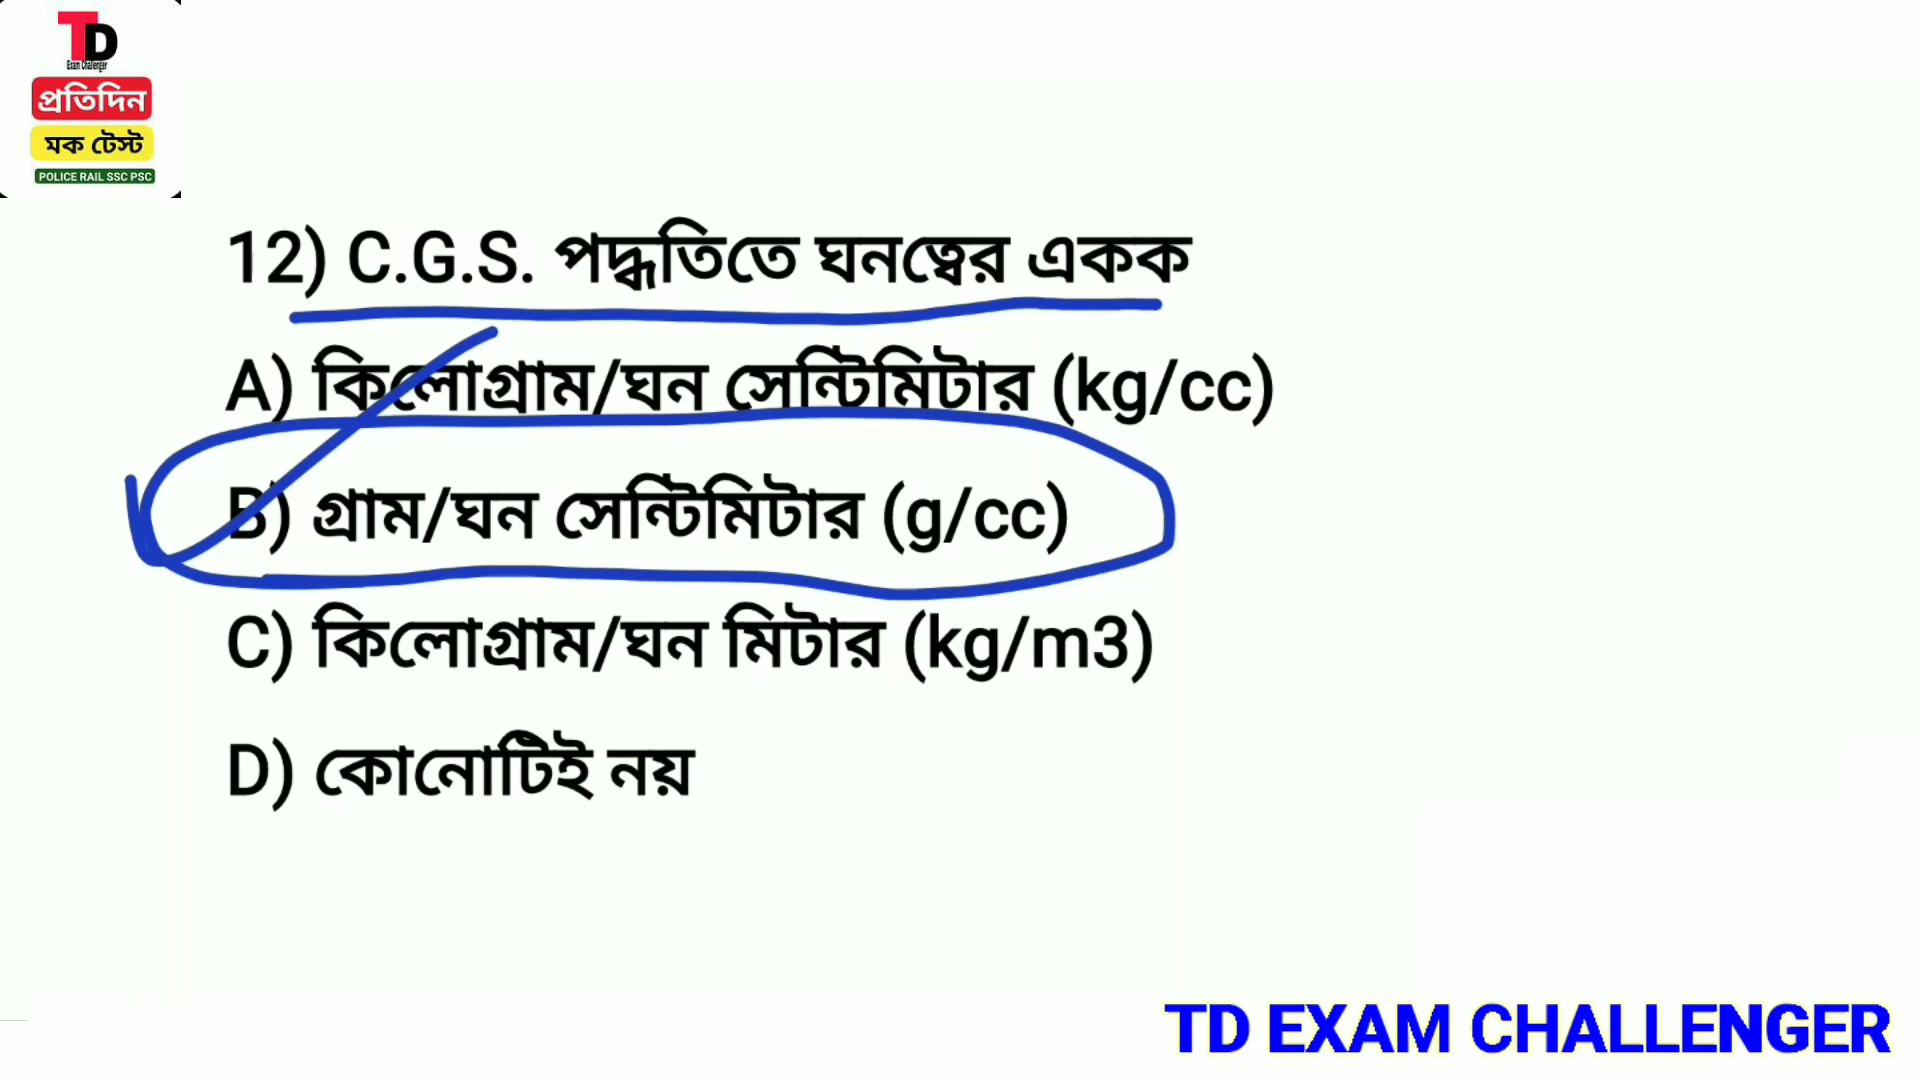 TD
Exam Challenger
প্রতিদিন
মক টেস্ট
POLICE RAIL SSC PSC
12) C.G.S. পদ্ধতিতে ঘনত্বের একক
A) কিলোগ্রাম/ঘন সেন্টিমিটার (kg/cc)
B) গ্রাম/ঘন সেন্টিমিটার (g/cc)
C) কিলোগ্রাম/ঘন মিটার (kg/m3)
D) কোনোটিই নয়
TD EXAM CHALLENGER